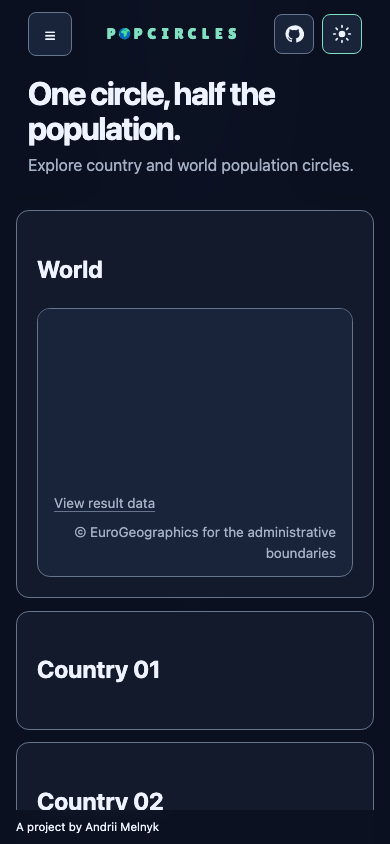 POPCIRCLES
One circle, half the
population.
Explore country and world population circles.
World
View result data
© EuroGeographics for the administrative
boundaries
Country 01
Country 02
A project by Andrii Melnyk